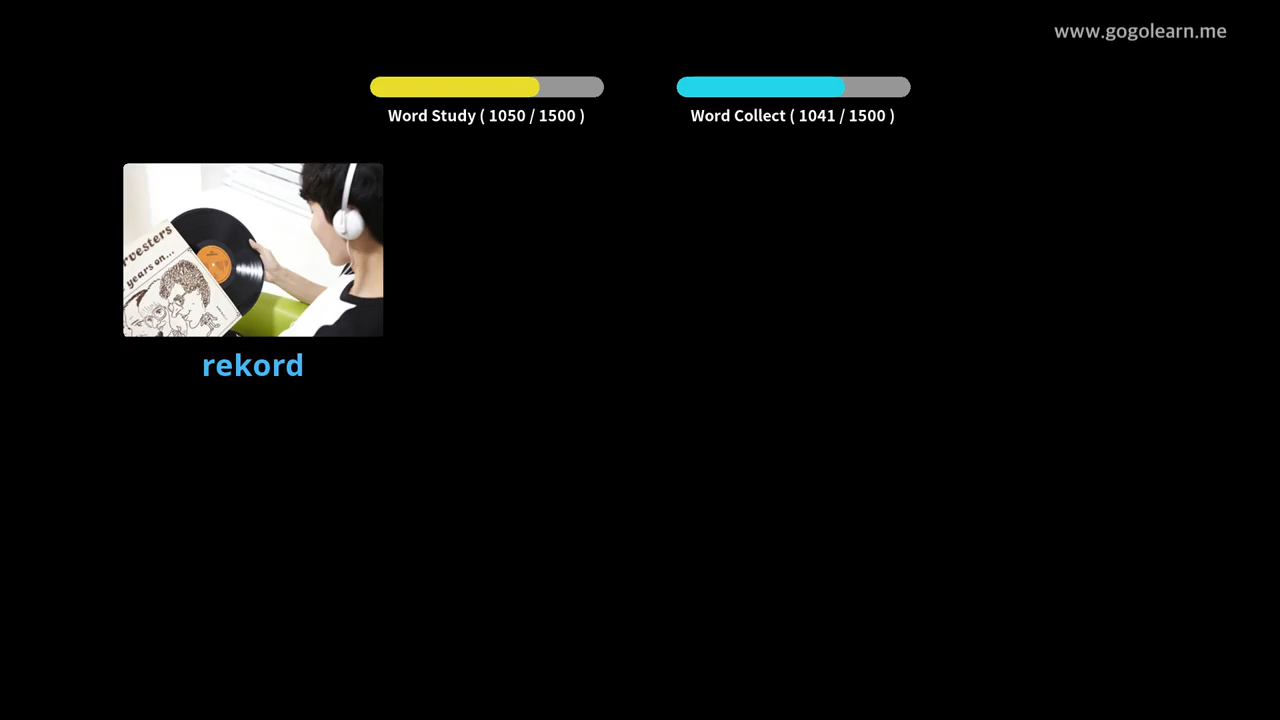 www.gogolearn.me
Word Study ( 1050 / 1500 )
Word Collect ( 1041 / 1500 )
rvesters
years on...
rekord